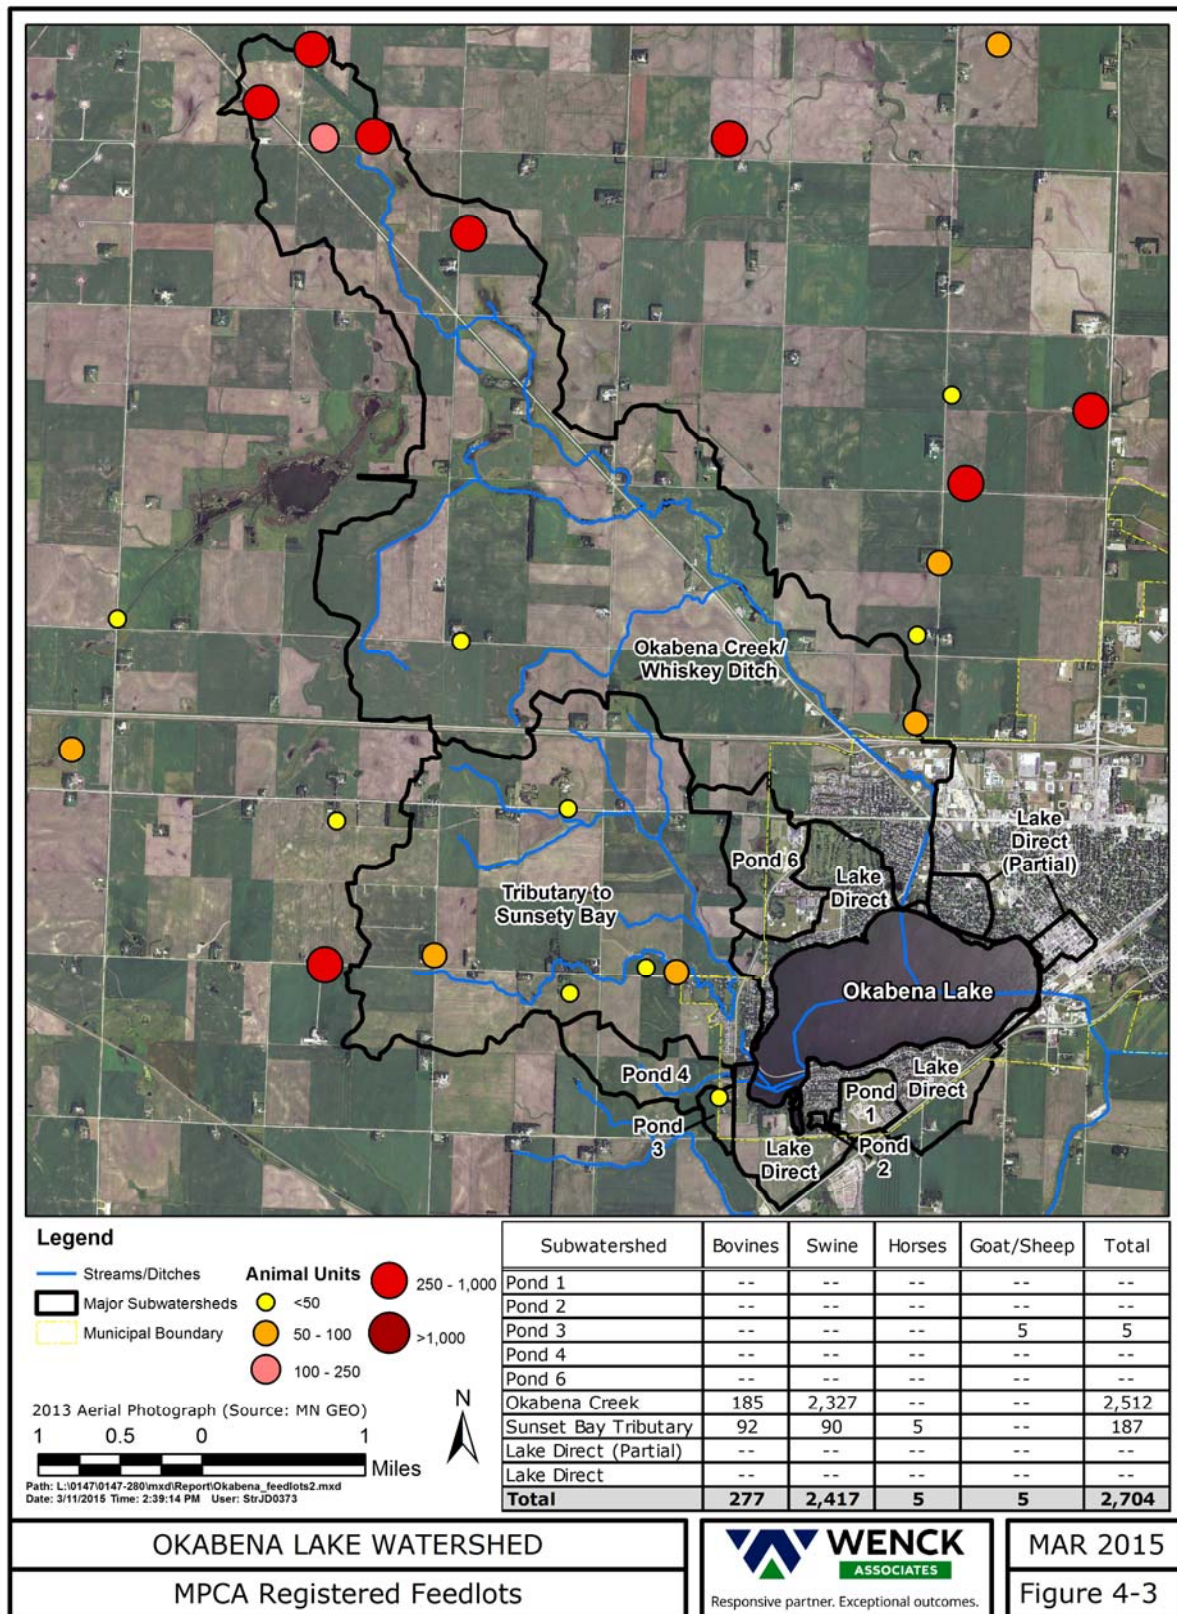 Okabena Creek/
Whiskey Ditch
Lake
Direct
(Partial)
Pond 6
Lake
Direct
Tributary to
Sunsety Bay
Okabena Lake
Pond 4
Lake
Direct
Pond
1
Pond
3
Pond
2
Lake
Direct
Legend
Streams/Ditches
Major Subwatersheds
Municipal Boundary
Animal Units
<50
50 - 100
100 - 250
250 - 1,000
>1,000
2013 Aerial Photograph (Source: MN GEO)
1 0.5 0 1
Miles
N
Path: L:\0147\0147-280\mxd\Report\Okabena_feedlots2.mxd
Date: 3/11/2015 Time: 2:39:14 PM User: StrJD0373
Subwatershed Bovines Swine Horses Goat/Sheep Total
Pond 1 -- -- -- -- --
Pond 2 -- -- -- -- --
Pond 3 -- -- -- 5 5
Pond 4 -- -- -- -- --
Pond 6 -- -- -- -- --
Okabena Creek 185 2,327 -- -- 2,512
Sunset Bay Tributary 92 90 5 -- 187
Lake Direct (Partial) -- -- -- -- --
Lake Direct -- -- -- -- --
Total 277 2,417 5 5 2,704
OKABENA LAKE WATERSHED
MPCA Registered Feedlots
WENCK
ASSOCIATES
Responsive partner. Exceptional outcomes.
MAR 2015
Figure 4-3